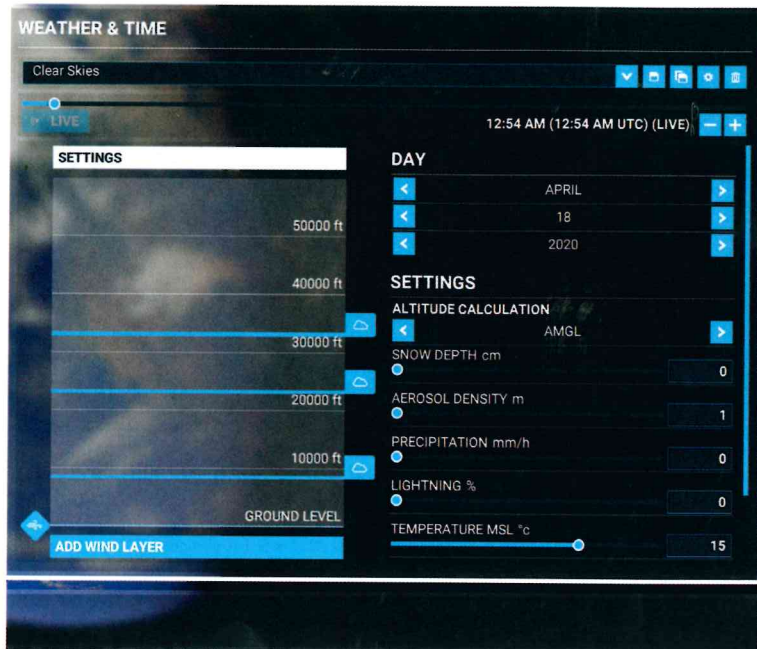 WEATHER & TIME
Clear Skies
LIVE
12:54 AM (12:54 AM UTC) (LIVE)
SETTINGS
50000 ft
40000 ft
30000 ft
20000 ft
10000 ft
GROUND LEVEL
ADD WIND LAYER
DAY
APRIL
18
2020
SETTINGS
ALTITUDE CALCULATION
AMGL
SNOW DEPTH cm
0
AEROSOL DENSITY m
1
PRECIPITATION mm/h
0
LIGHTNING %
0
TEMPERATURE MSL °c
15